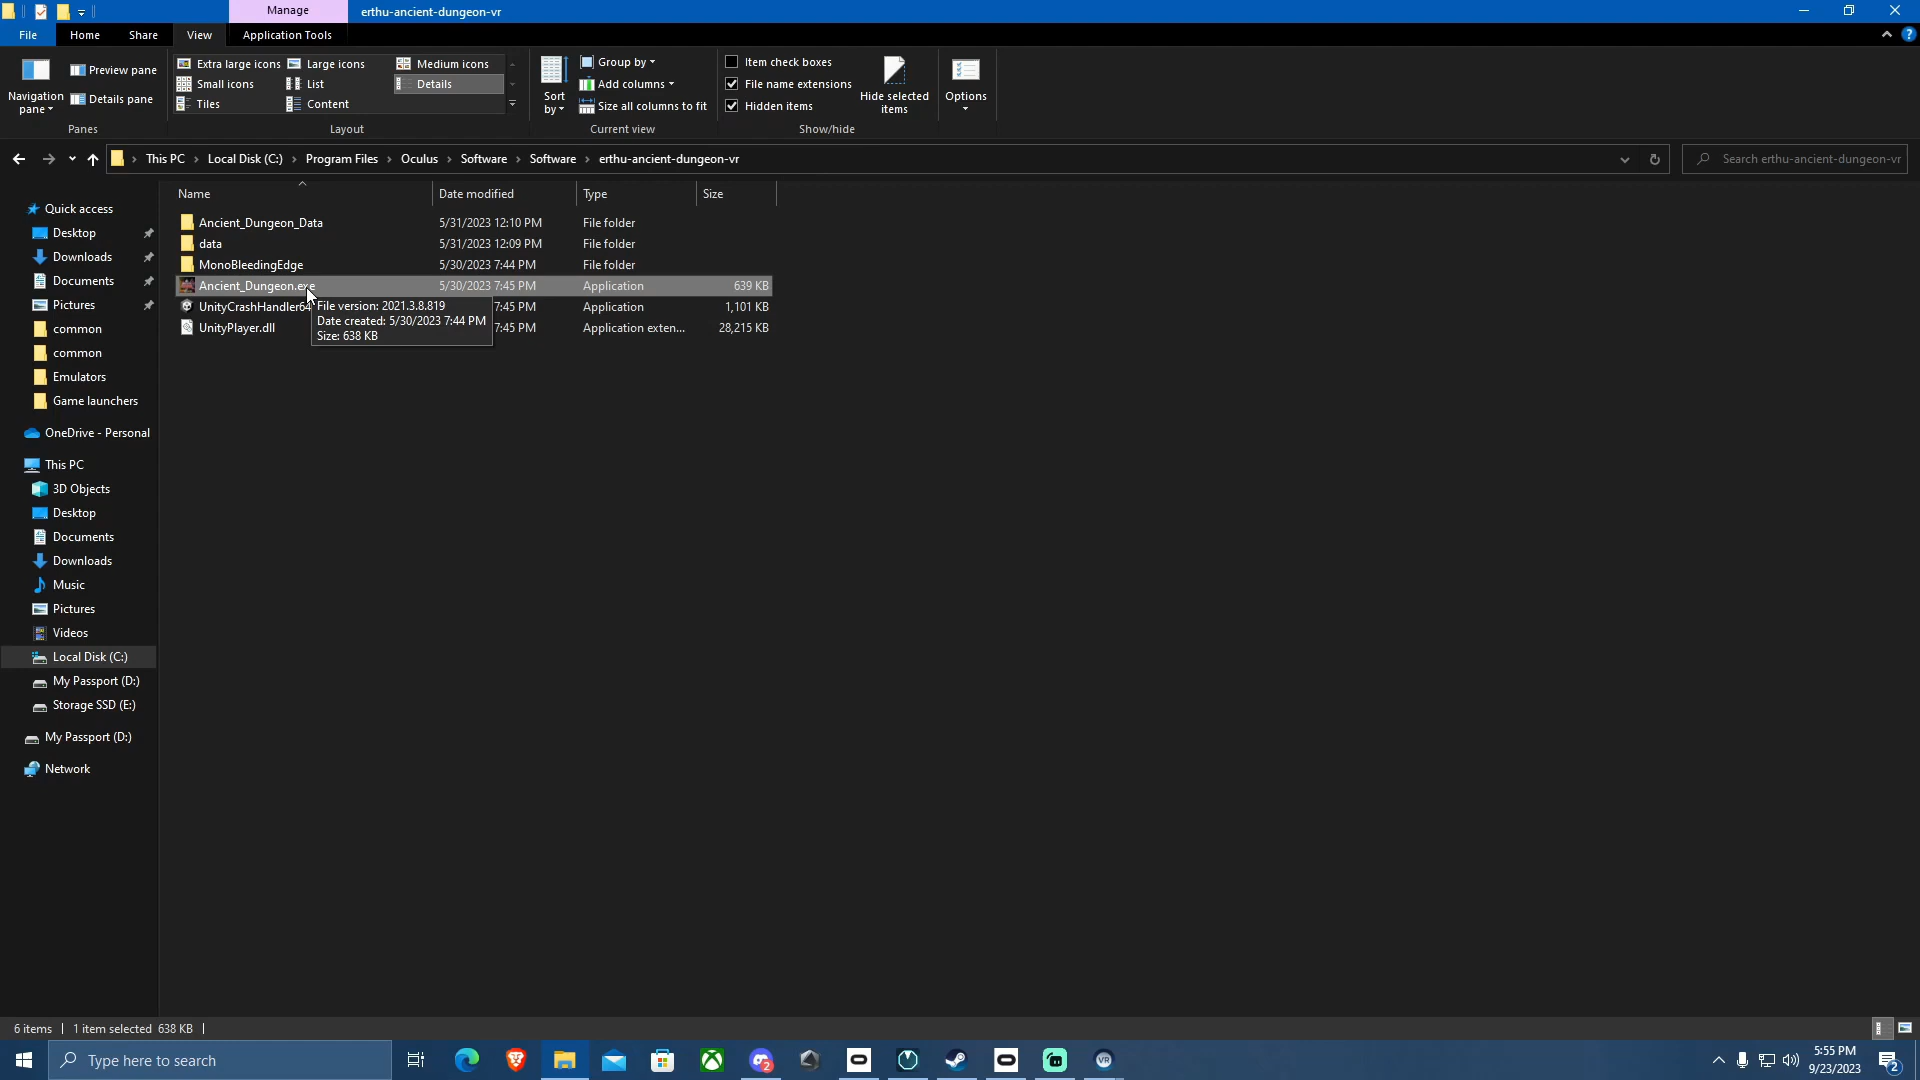 Manage erthu-ancient-dungeon-vr
File Home Share View Application Tools
Navigation pane
Preview pane
Details pane
Panes
Extra large icons Large icons Medium icons
Small icons List Details
Tiles Content
Layout
Sort by
Group by
Add columns
Size all columns to fit
Current view
Item check boxes
File name extensions
Hidden items
Hide selected items
Show/hide
Options
This PC Local Disk (C:) Program Files Oculus Software Software erthu-ancient-dungeon-vr
Search erthu-ancient-dungeon-vr
Name Date modified Type Size
Ancient_Dungeon_Data 5/31/2023 12:10 PM File folder
data 5/31/2023 12:09 PM File folder
MonoBleedingEdge 5/30/2023 7:44 PM File folder
Ancient_Dungeon.exe 5/30/2023 7:45 PM Application 639 KB
UnityCrashHandler64 7:45 PM Application 1,101 KB
UnityPlayer.dll 7:45 PM Application exten... 28,215 KB
File version: 2021.3.8.819
Date created: 5/30/2023 7:44 PM
Size: 638 KB
Quick access
Desktop
Downloads
Documents
Pictures
common
common
Emulators
Game launchers
OneDrive - Personal
This PC
3D Objects
Desktop
Documents
Downloads
Music
Pictures
Videos
Local Disk (C:)
My Passport (D:)
Storage SSD (E:)
My Passport (D:)
Network
6 items 1 item selected 638 KB
Type here to search
2
VR
5:55 PM
9/23/2023
2